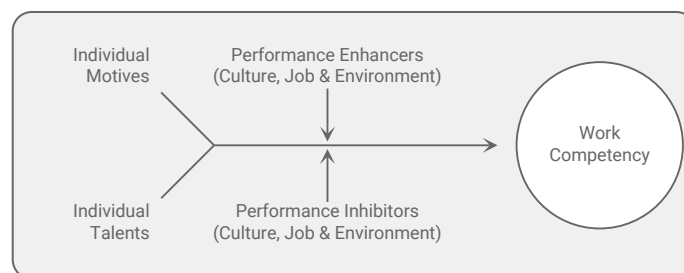 Individual
Motives
Performance Enhancers
(Culture, Job & Environment)
Work
Competency
Individual
Talents
Performance Inhibitors
(Culture, Job & Environment)